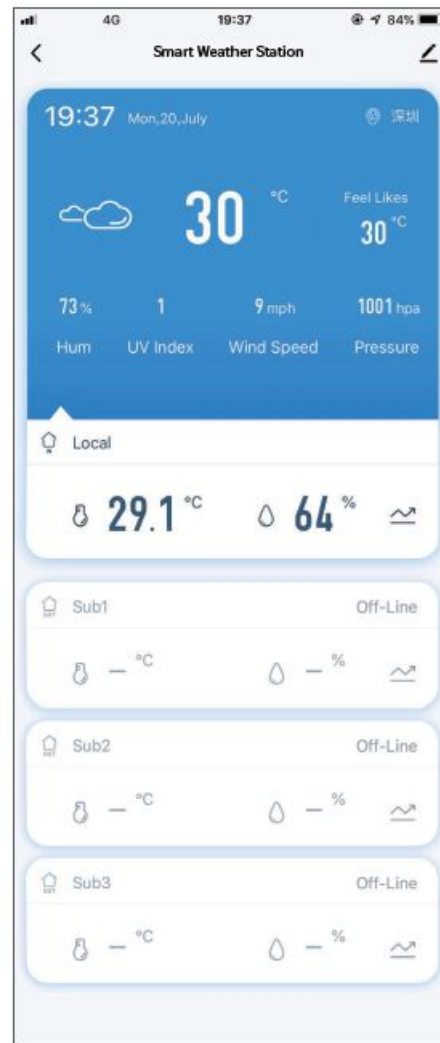 4G 19:37 84%
Smart Weather Station
19:37 Mon,20,July 深圳
30 °C
Feel Likes
30 °C
73% 1 9 mph 1001 hpa
Hum UV Index Wind Speed Pressure
Local
29.1 °C 64 %
Sub1 Off-Line
– °C – %
Sub2 Off-Line
– °C – %
Sub3 Off-Line
– °C – %